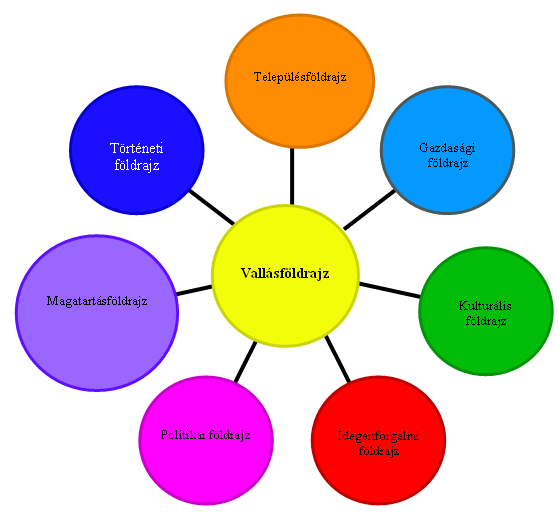 Településföldrajz
Történeti
földrajz
Gazdasági
földrajz
Vallásföldrajz
Magatartásföldrajz
Kulturális
földrajz
Politikai földrajz
Idegenforgalmi
földrajz